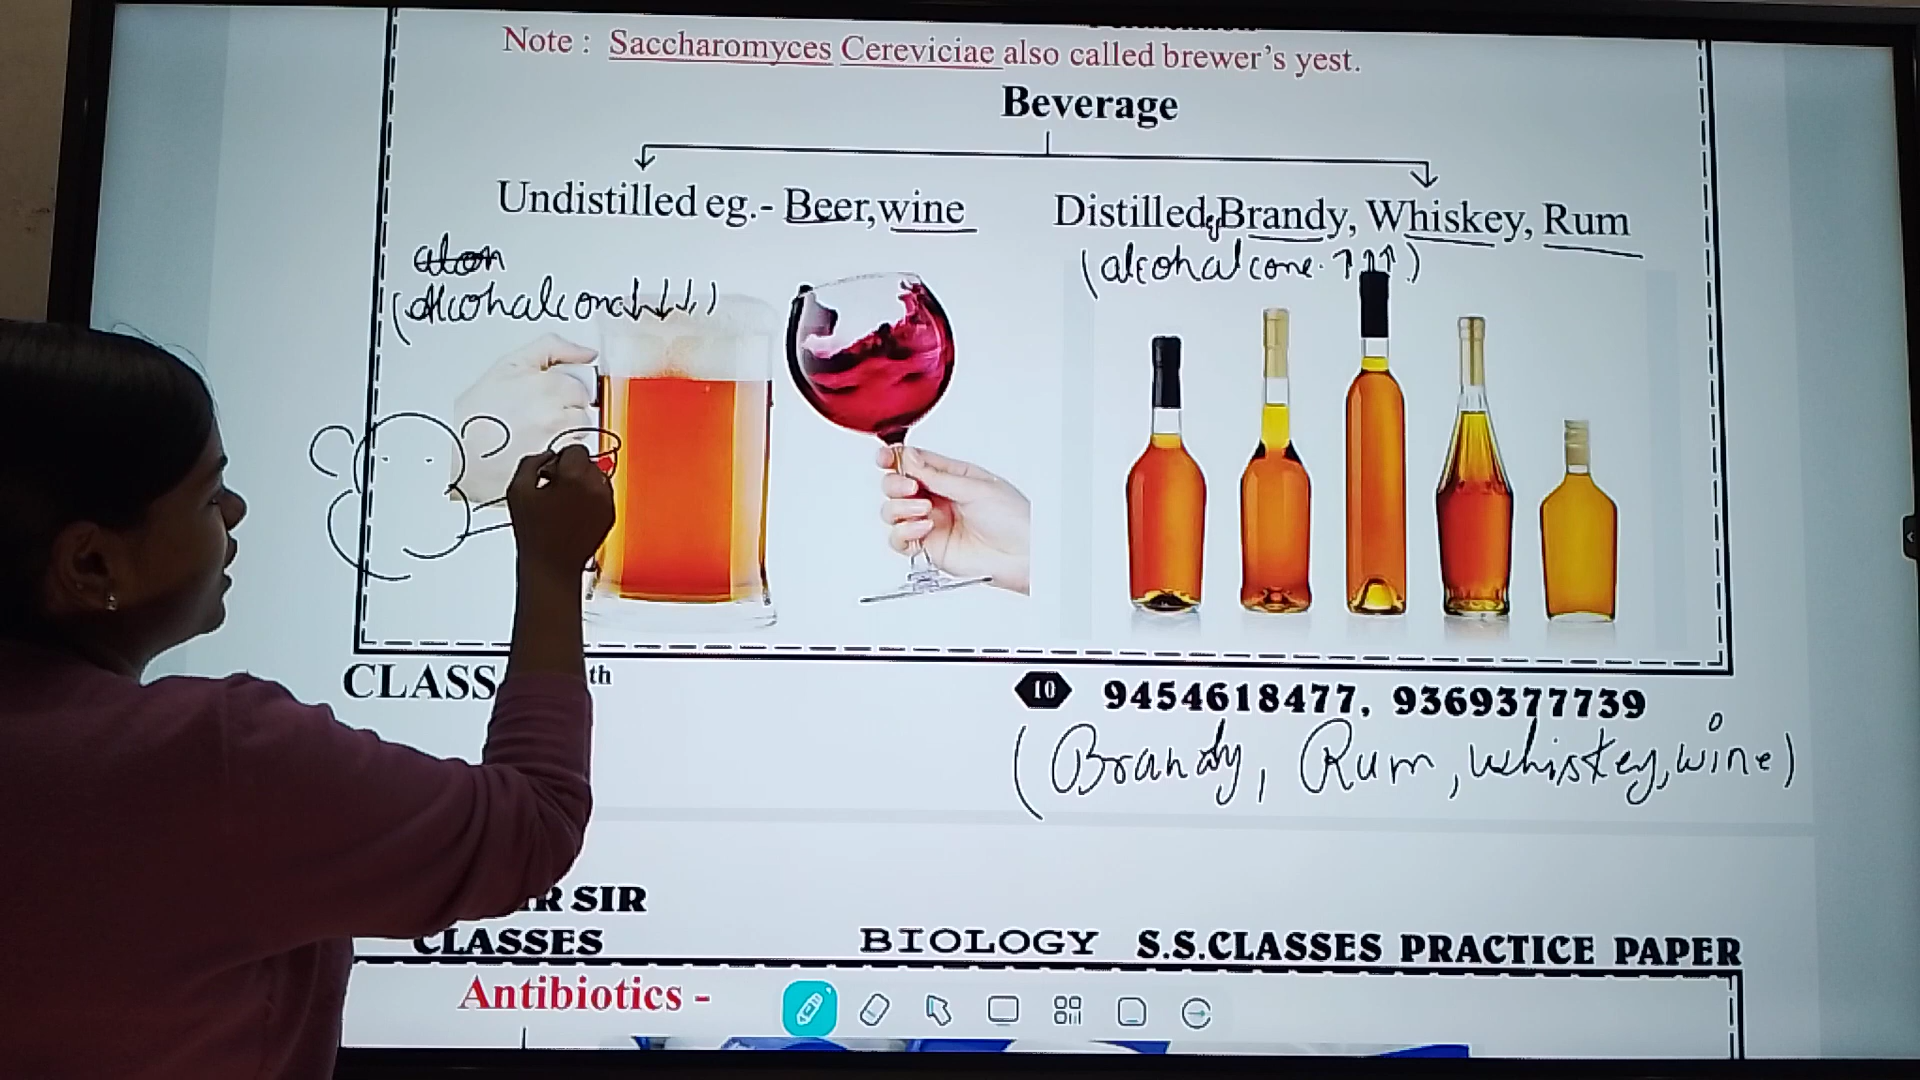 Note : Saccharomyces Cereviciae also called brewer's yest.
Beverage
Undistilled eg.- Beer, wine
Distilled, Brandy, Whiskey, Rum
(alcohal conc. ↑↑↑)
(alcohal conc ↓↓↓)
CLASS th
10 9454618477, 9369377739
(Brandy, Rum, whiskey, wine)
R SIR
CLASSES
BIOLOGY S.S.CLASSES PRACTICE PAPER
Antibiotics -